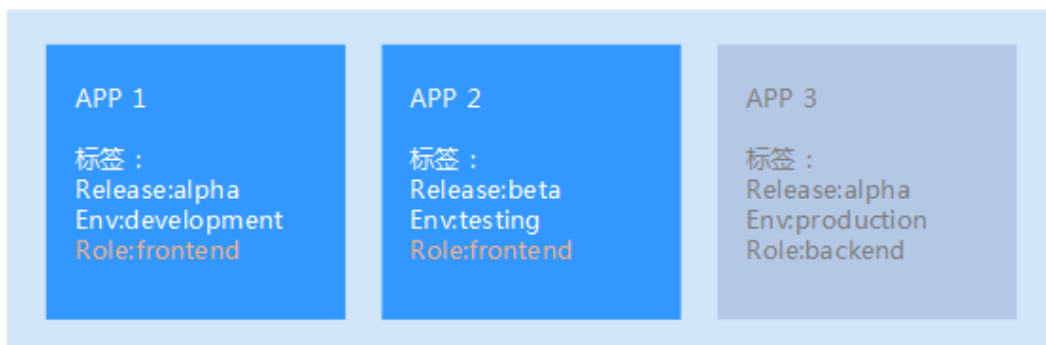 APP 1
标签：
Release:alpha
Env:development
Role:frontend
APP 2
标签：
Release:beta
Env:testing
Role:frontend
APP 3
标签：
Release:alpha
Env:production
Role:backend